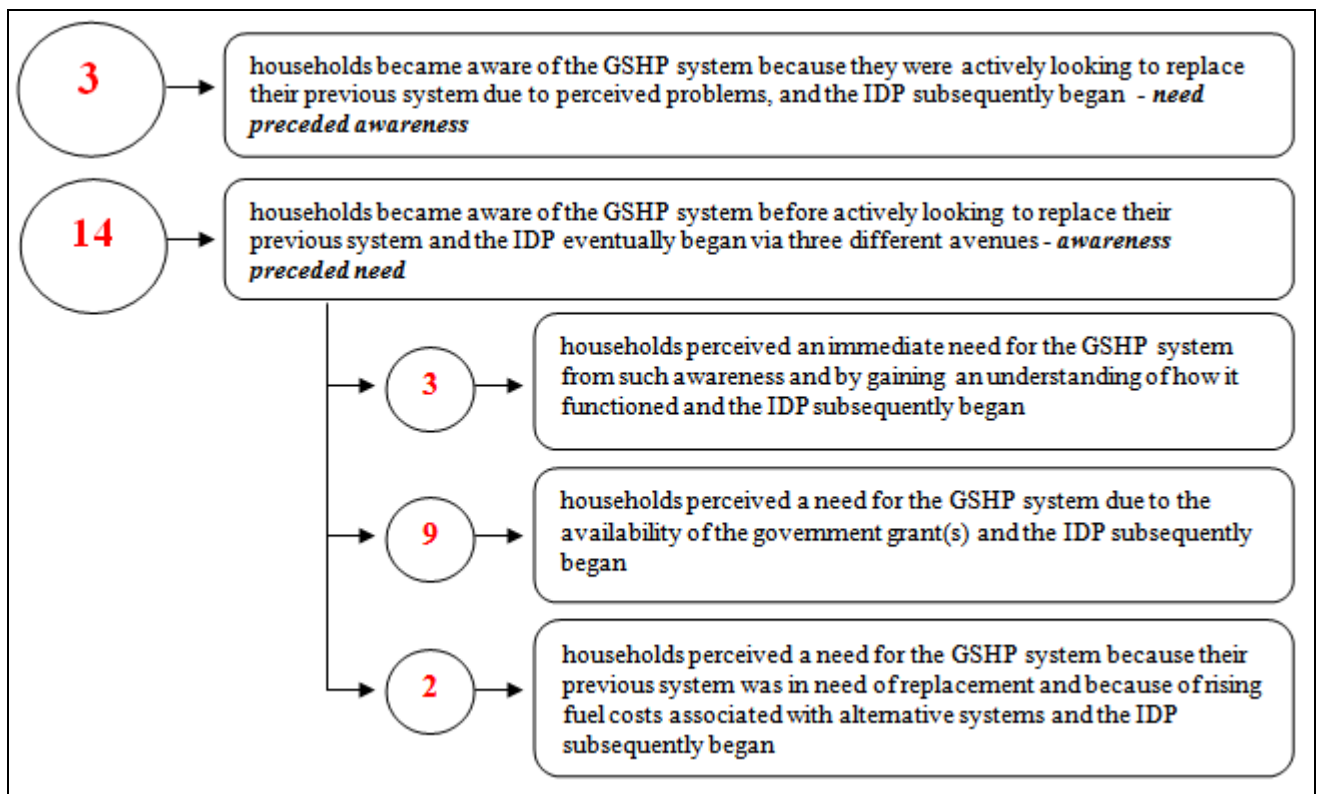 3
households became aware of the GSHP system because they were actively looking to replace
their previous system due to perceived problems, and the IDP subsequently began - need
preceded awareness
14
households became aware of the GSHP system before actively looking to replace their
previous system and the IDP eventually began via three different avenues - awareness
preceded need
3
households perceived an immediate need for the GSHP system
from such awareness and by gaining an understanding of how it
functioned and the IDP subsequently began
9
households perceived a need for the GSHP system due to the
availability of the government grant(s) and the IDP subsequently
began
2
households perceived a need for the GSHP system because their
previous system was in need of replacement and because of rising
fuel costs associated with alternative systems and the IDP
subsequently began